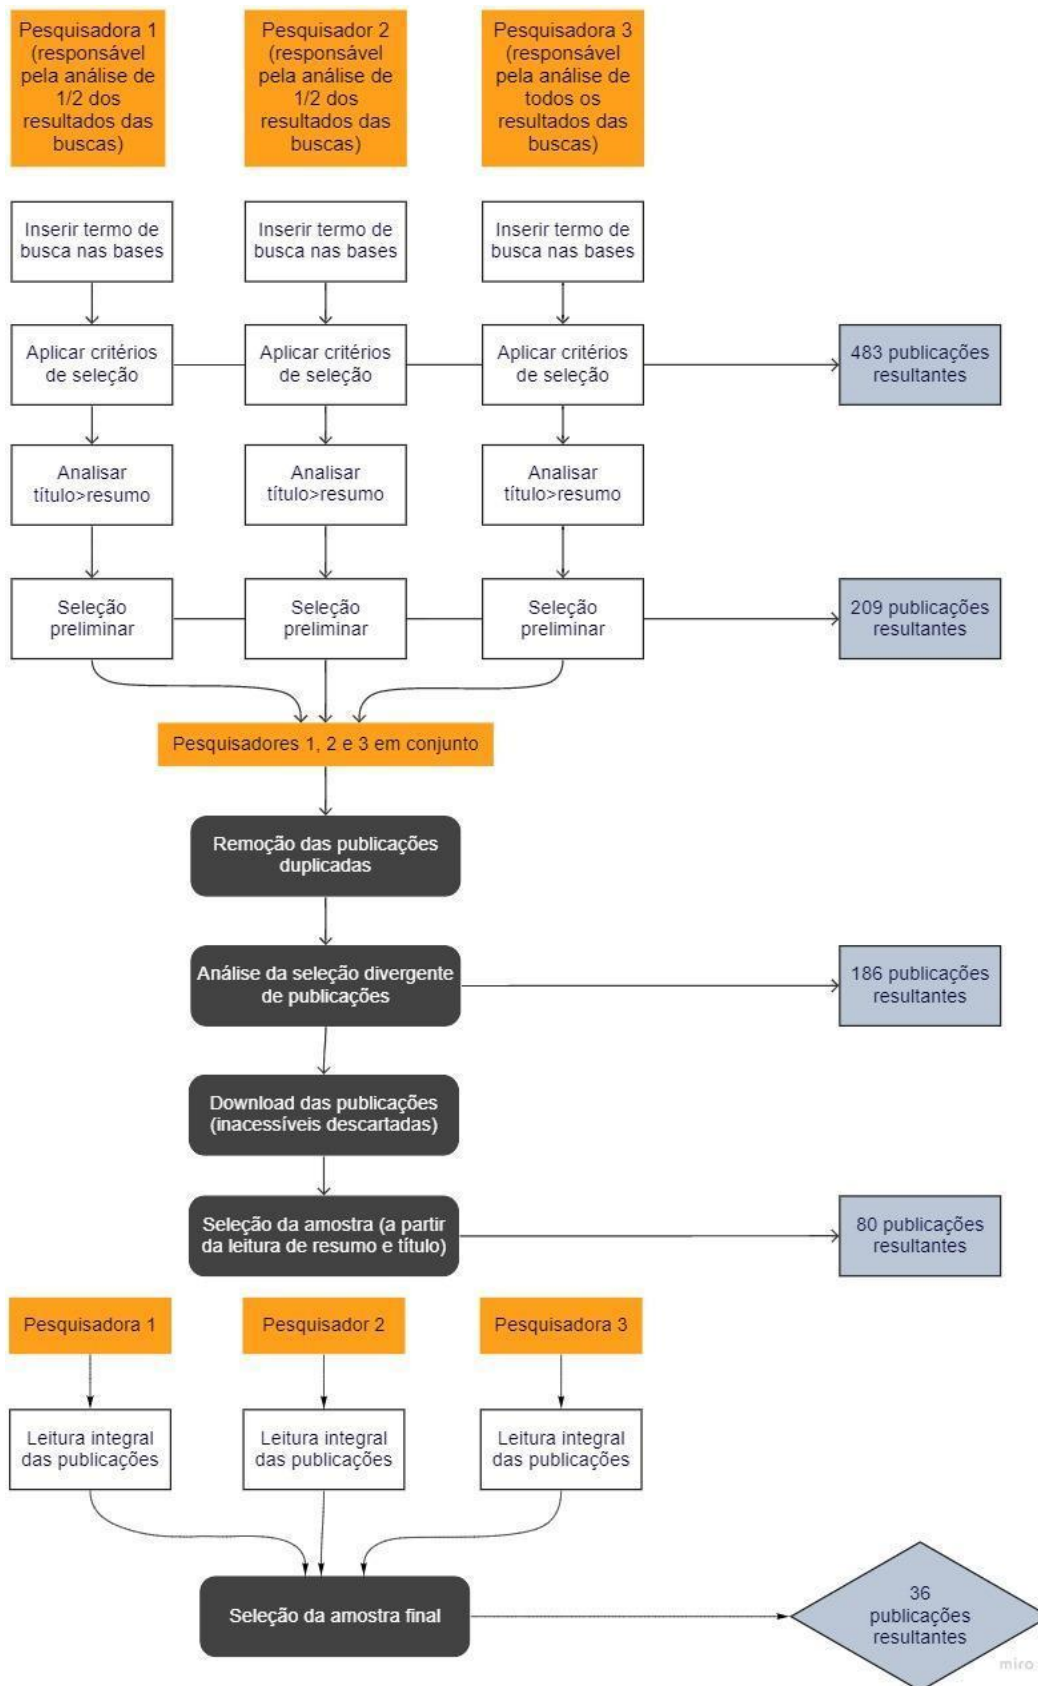 Pesquisadora 1
(responsável
pela análise de
1/2 dos
resultados das
buscas)
Pesquisador 2
(responsável
pela análise de
1/2 dos
resultados das
buscas)
Pesquisadora 3
(responsável
pela análise de
todos os
resultados das
buscas)
Inserir termo de
busca nas bases
Inserir termo de
busca nas bases
Inserir termo de
busca nas bases
Aplicar critérios
de seleção
Aplicar critérios
de seleção
Aplicar critérios
de seleção
483 publicações
resultantes
Analisar
título>resumo
Analisar
título>resumo
Analisar
título>resumo
Seleção
preliminar
Seleção
preliminar
Seleção
preliminar
209 publicações
resultantes
Pesquisadores 1, 2 e 3 em conjunto
Remoção das publicações
duplicadas
Análise da seleção divergente
de publicações
186 publicações
resultantes
Download das publicações
(inacessíveis descartadas)
Seleção da amostra (a partir
da leitura de resumo e título)
80 publicações
resultantes
Pesquisadora 1
Pesquisador 2
Pesquisadora 3
Leitura integral
das publicações
Leitura integral
das publicações
Leitura integral
das publicações
Seleção da amostra final
36
publicações
resultantes
miro